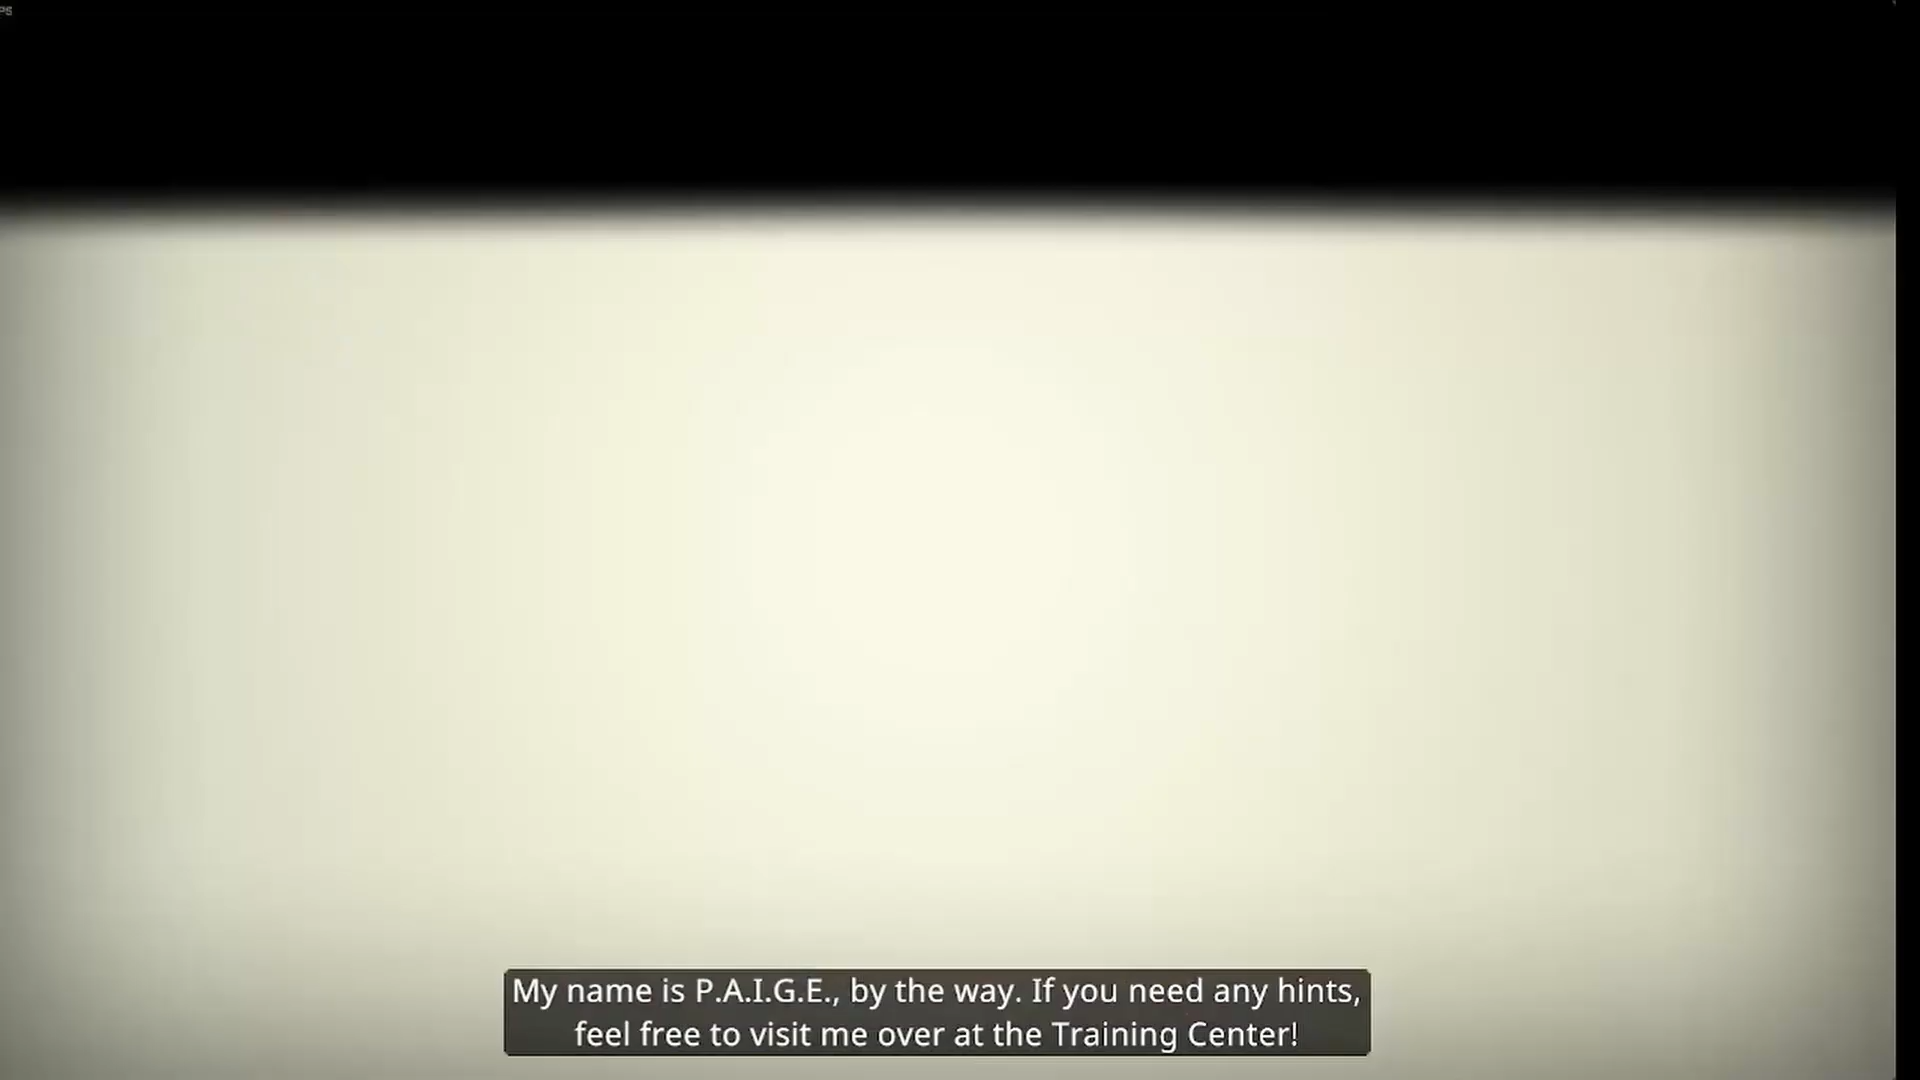 My name is P.A.I.G.E., by the way. If you need any hints,
feel free to visit me over at the Training Center!